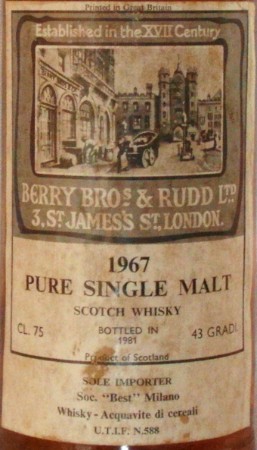 Printed in Great Britain
Established in the XVII Century
BERRY BROS & RUDD LTD.
3, ST JAMES'S ST, LONDON.
1967
PURE SINGLE MALT
SCOTCH WHISKY
CL. 75 BOTTLED IN 43 GRADI
1981
Product of Scotland
SOLE IMPORTER
Soc. "Best" Milano
Whisky - Acquavite di cereali
U.T.I.F. N.588